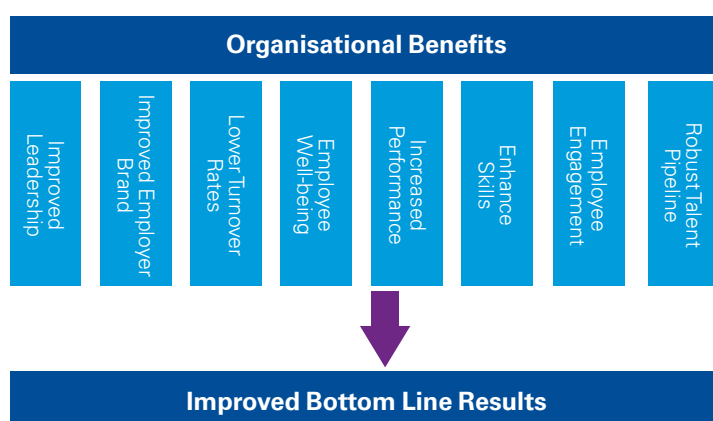 Organisational Benefits
Improved
Leadership
Improved Employer
Brand
Lower Turnover
Rates
Employee
Well-being
Increased
Performance
Enhance
Skills
Employee
Engagement
Robust Talent
Pipeline
Improved Bottom Line Results